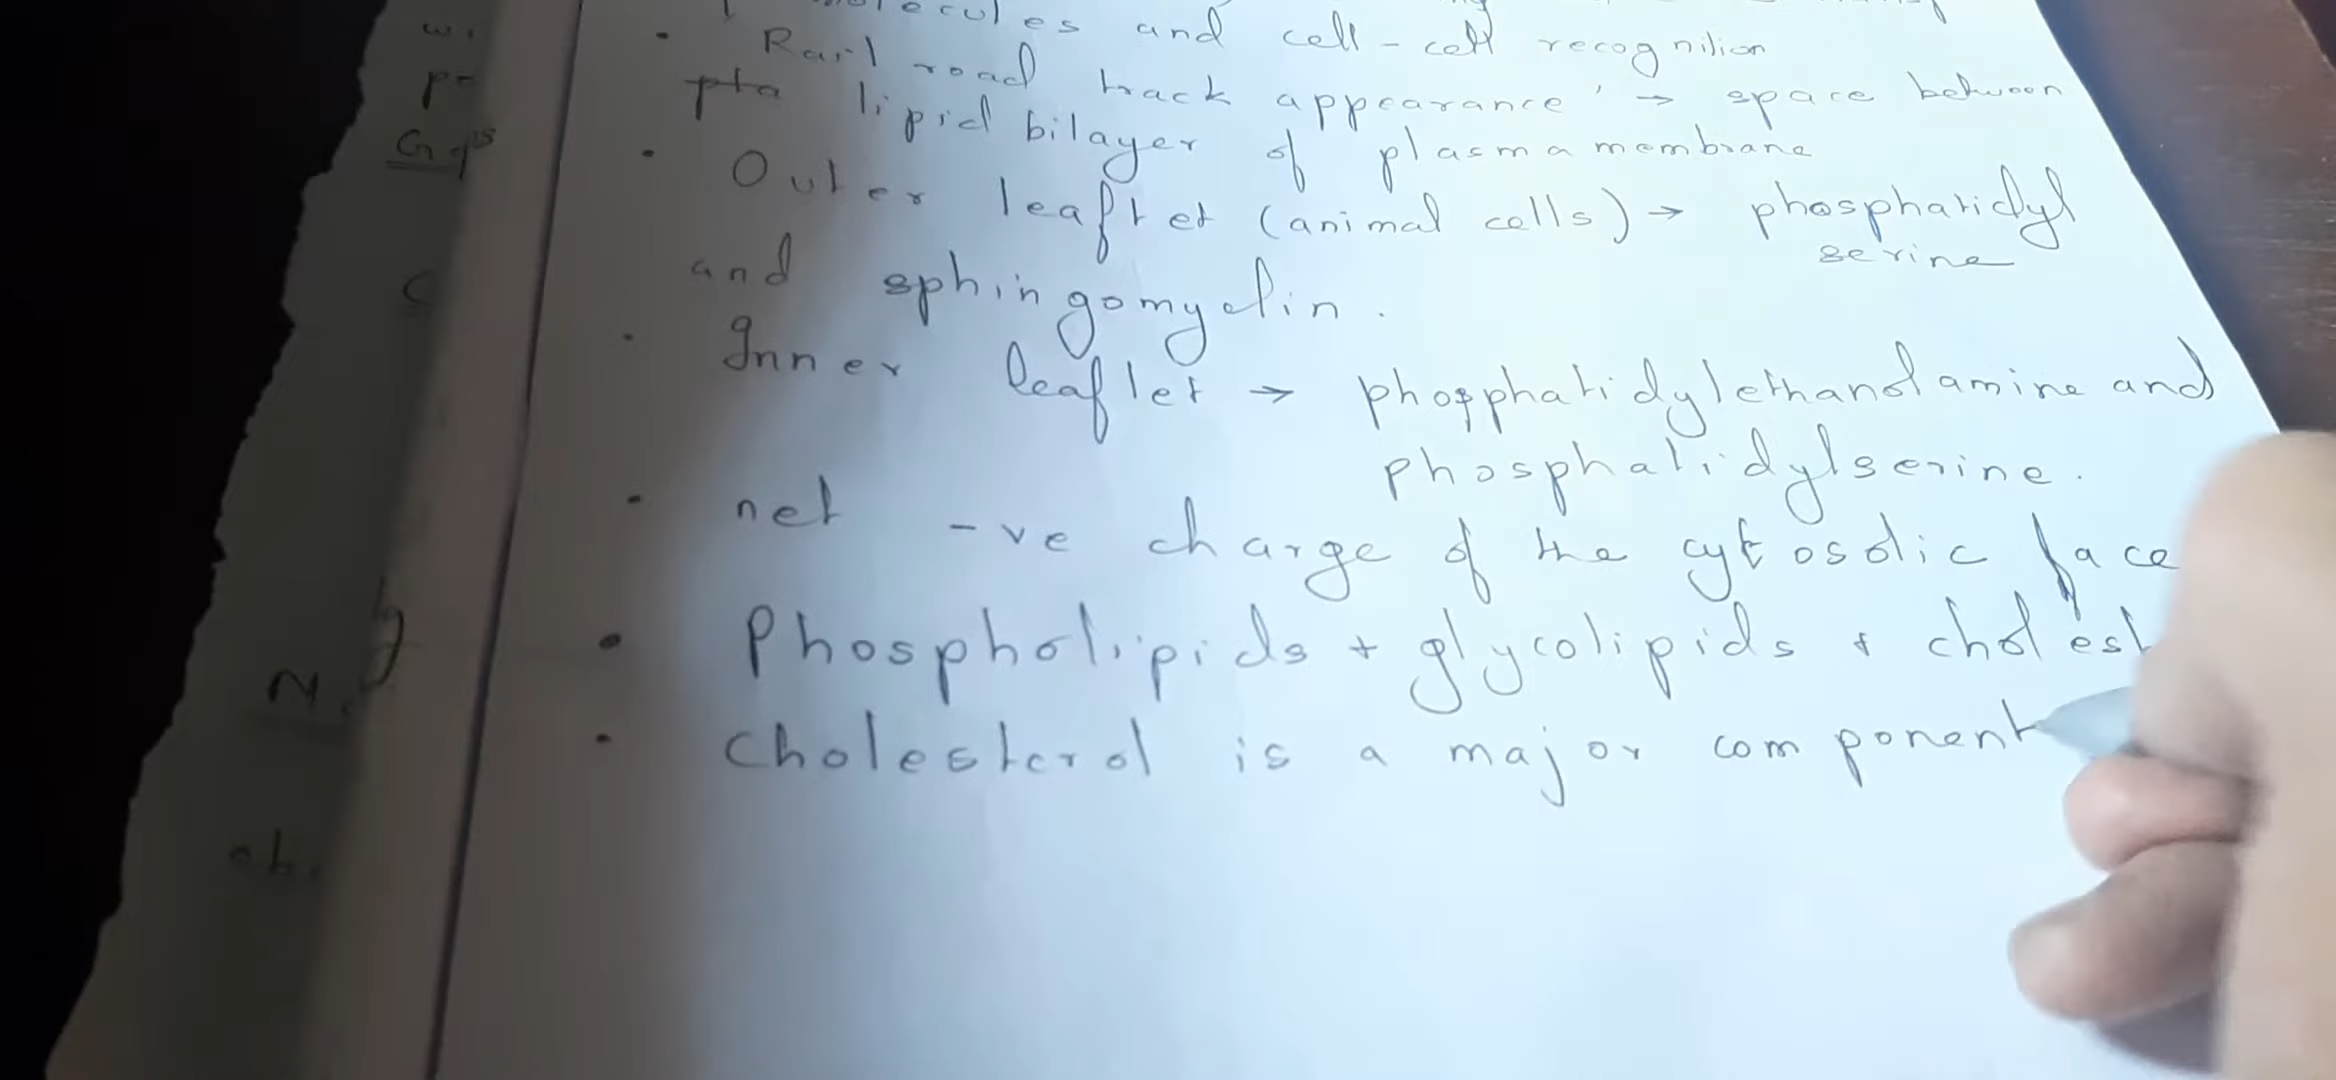 and cell-cell recognition
• Rail road track appearance' → space between
pta lipid bilayer of plasma membrane
• Outer leaflet (animal cells) → phosphatidyl
serine
and sphingomyelin.
• Inner leaflet → phosphatidylethanolamine and
phosphatidylserine.
• net -ve charge of the cytosolic face
• Phospholipids + glycolipids + cholest
• Cholesterol is a major component